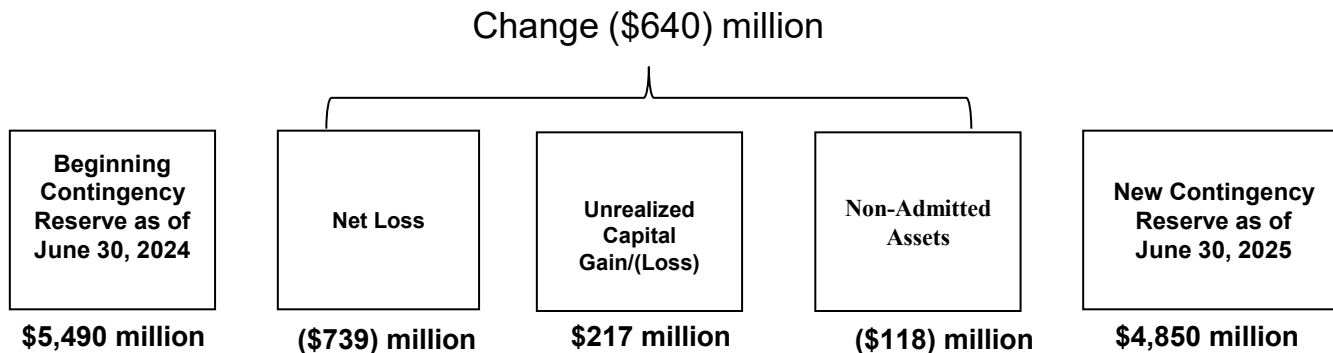 Change ($640) million
Beginning
Contingency
Reserve as of
June 30, 2024
Net Loss
Unrealized
Capital
Gain/(Loss)
Non-Admitted
Assets
New Contingency
Reserve as of
June 30, 2025
$5,490 million
($739) million
$217 million
($118) million
$4,850 million